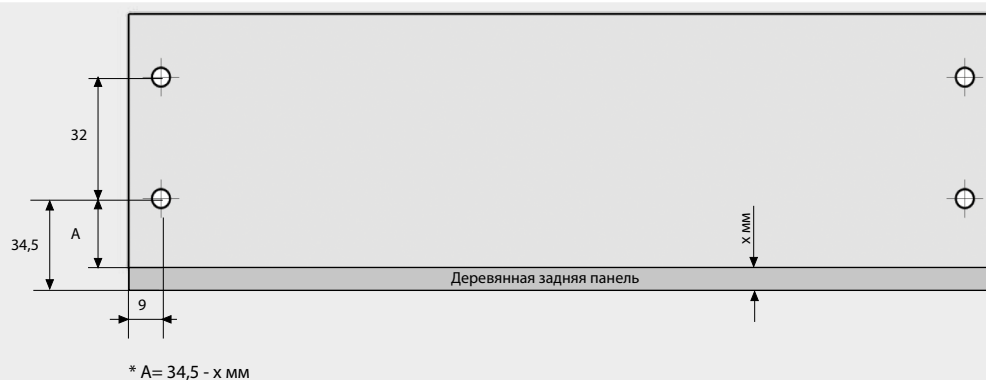 32
A
34,5
x мм
Деревянная задняя панель
9
* A= 34,5 - x мм